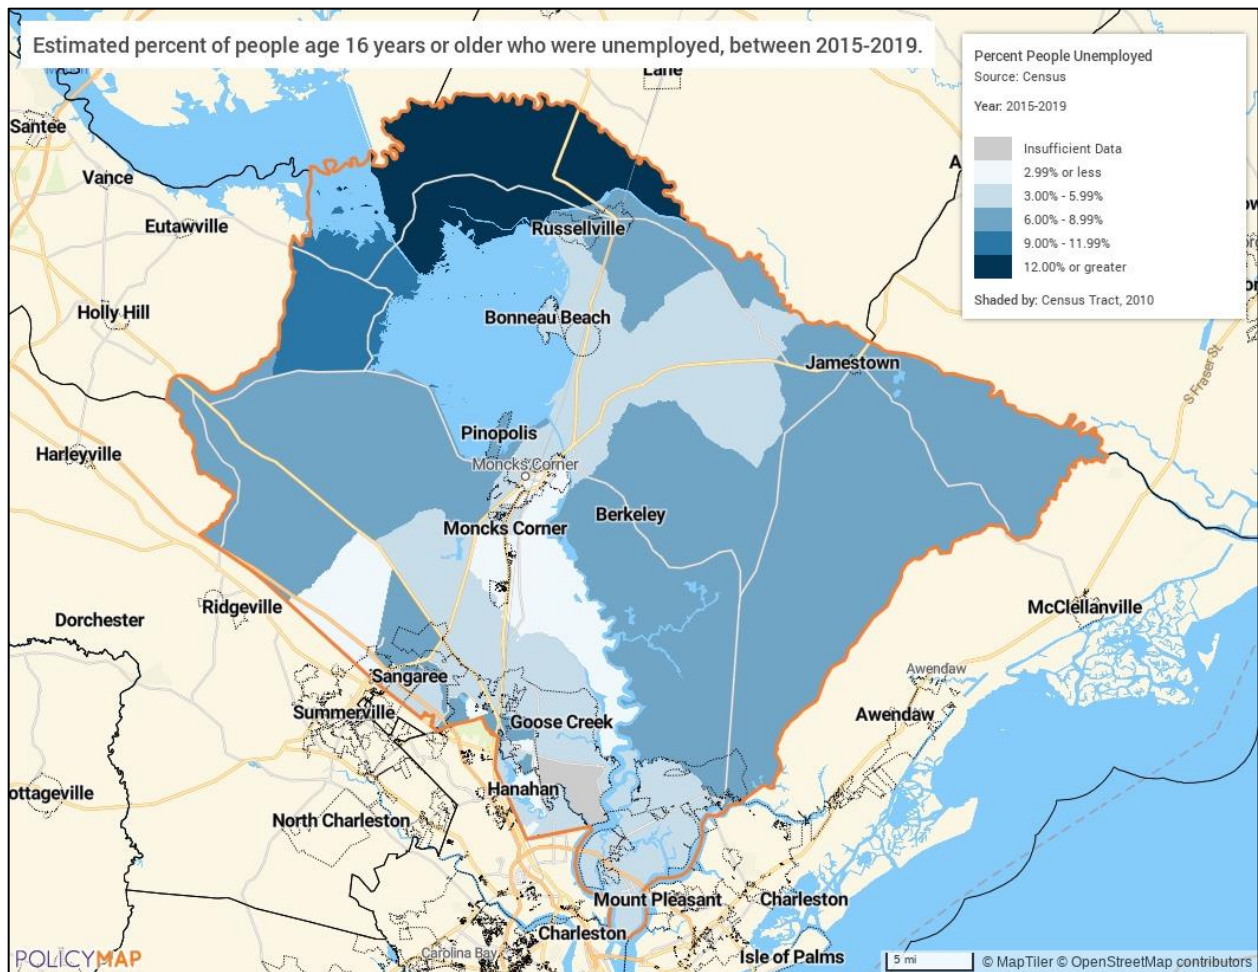 Estimated percent of people age 16 years or older who were unemployed, between 2015-2019.
Percent People Unemployed
Source: Census
Year: 2015-2019
Insufficient Data
2.99% or less
3.00% - 5.99%
6.00% - 8.99%
9.00% - 11.99%
12.00% or greater
Shaded by: Census Tract, 2010
Lane
Santee
Vance
Eutawville
Russellville
Holly Hill
Bonneau Beach
Jamestown
S Fraser St
Harleyville
Pinopolis
Moncks Corner
Moncks Corner
Berkeley
Ridgeville
Dorchester
McClellanville
Awendaw
Sangaree
Summerville
Goose Creek
Awendaw
Hanahan
ottageville
North Charleston
Mount Pleasant
Charleston
Charleston
Carolina Bay
Isle of Palms
POLICYMAP
5 mi
© MapTiler © OpenStreetMap contributors